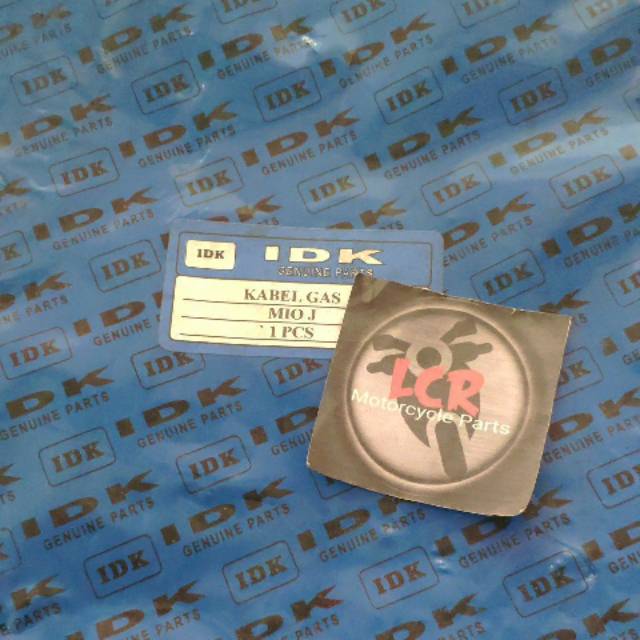 IDK
IDK
GENUINE PARTS
KABEL GAS
MIO J
1 PCS
LCR
Motorcycle Parts
IDK
GENUINE PARTS